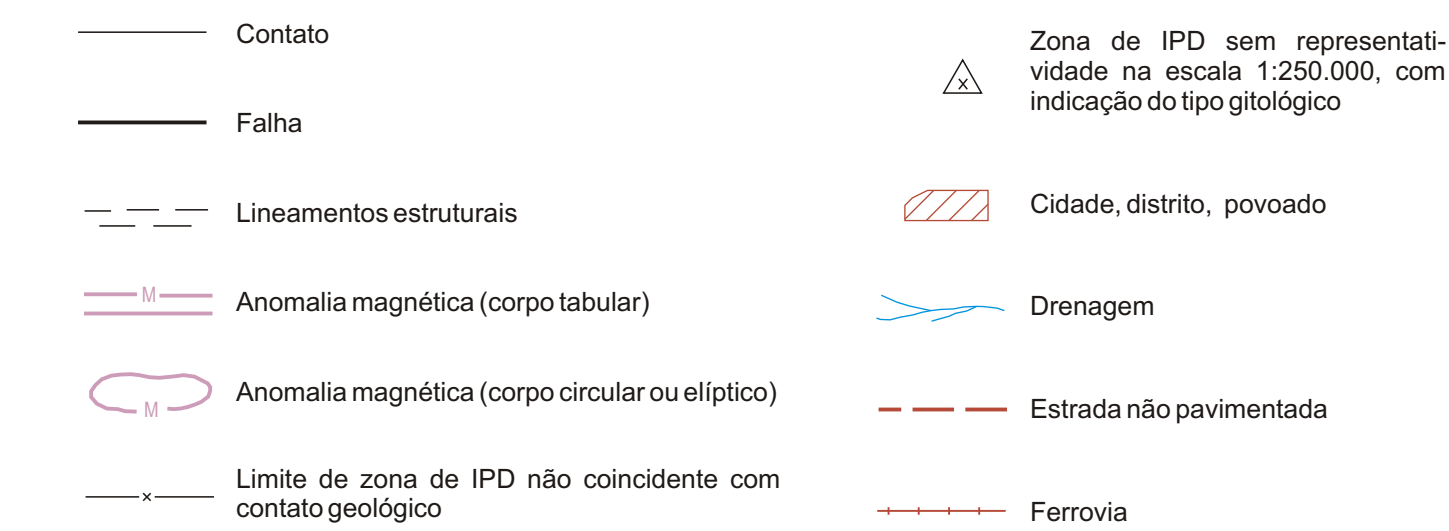 Contato
Falha
Lineamentos estruturais
M
Anomalia magnética (corpo tabular)
M
Anomalia magnética (corpo circular ou elíptico)
x
Limite de zona de IPD não coincidente com
contato geológico
x
Zona de IPD sem representati-
vidade na escala 1:250.000, com
indicação do tipo gitológico
Cidade, distrito, povoado
Drenagem
Estrada não pavimentada
Ferrovia